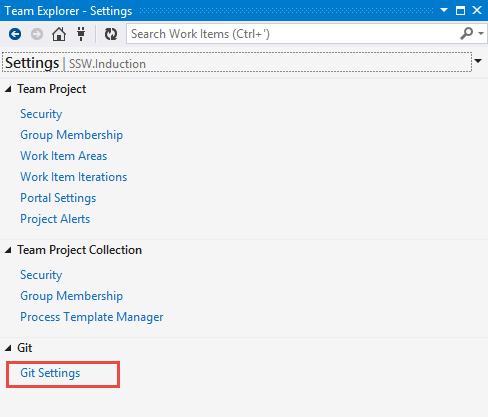 Team Explorer - Settings
Search Work Items (Ctrl+')
Settings | SSW.Induction
Team Project
Security
Group Membership
Work Item Areas
Work Item Iterations
Portal Settings
Project Alerts
Team Project Collection
Security
Group Membership
Process Template Manager
Git
Git Settings